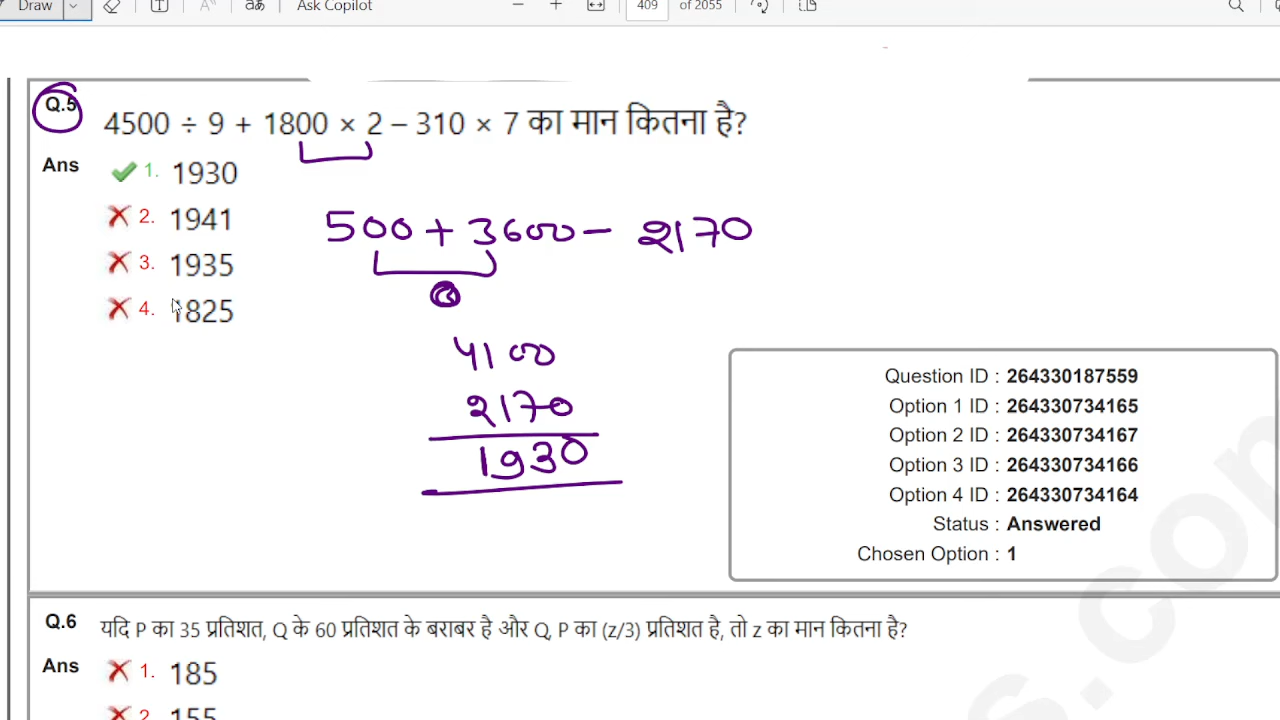 Draw
Ask Copilot
409 of 2055
Q.5 4500 ÷ 9 + 1800 × 2 – 310 × 7 का मान कितना है?
Ans 1. 1930
2. 1941
3. 1935
4. 1825
500 + 3600 - 2170
4100
2170
1930
Question ID : 264330187559
Option 1 ID : 264330734165
Option 2 ID : 264330734167
Option 3 ID : 264330734166
Option 4 ID : 264330734164
Status : Answered
Chosen Option : 1
Q.6 यदि P का 35 प्रतिशत, Q के 60 प्रतिशत के बराबर है और Q, P का (z/3) प्रतिशत है, तो z का मान कितना है?
Ans 1. 185
2. 155